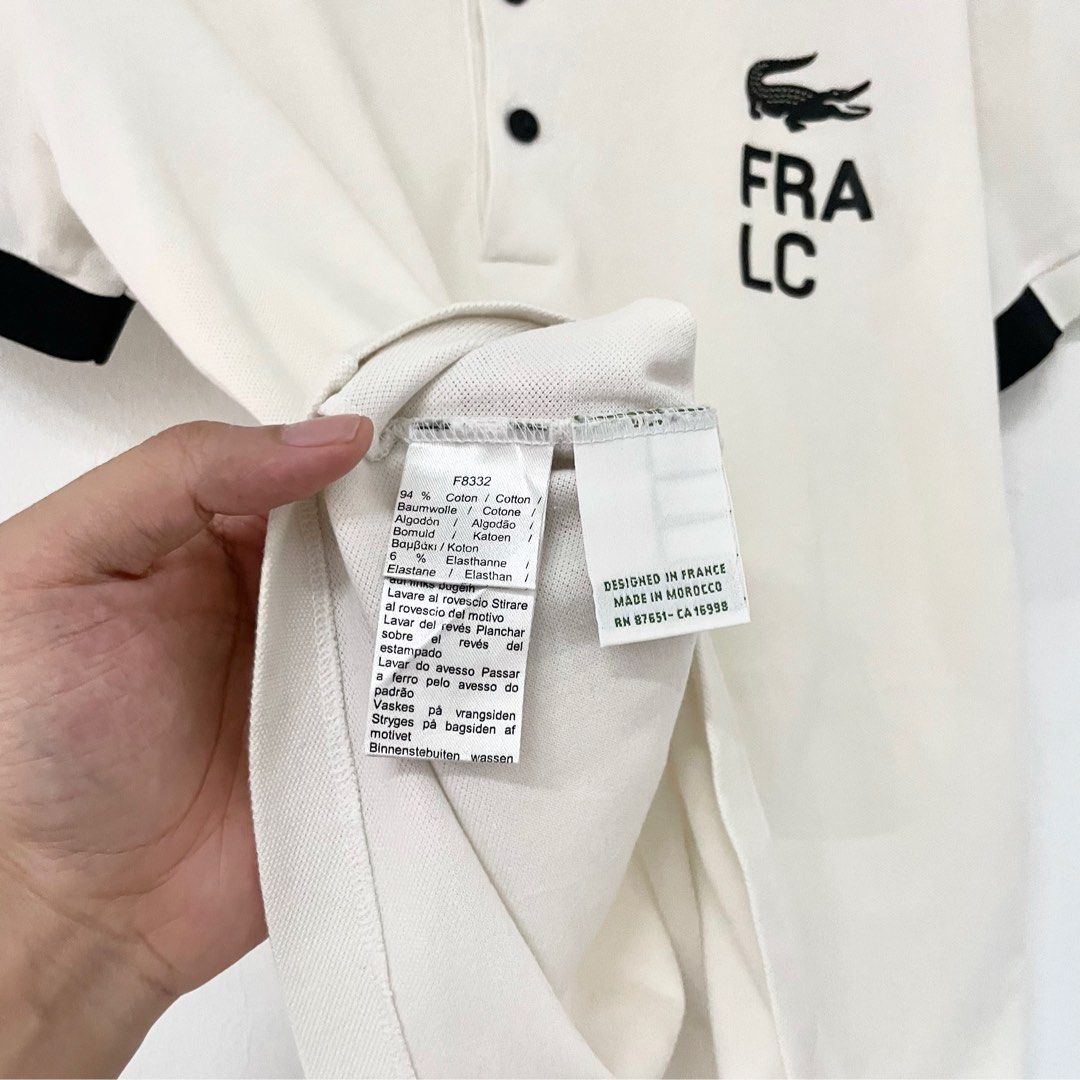 FRA
LC
F8332
94 % Coton / Cotton /
Baumwolle / Cotone /
Algodón / Algodão /
Bomuld / Katoen /
Βαμβάκι / Koton
6 % Elasthanne /
Elastane / Elasthan /
auf links bügeln
Lavare al rovescio Stirare
al rovescio del motivo
Lavar del revés Planchar
sobre el revés del
estampado
Lavar do avesso Passar
a ferro pelo avesso do
padrão
Vaskes på vrangsiden
Stryges på bagsiden af
motivet
Binnenstebuiten wassen
DESIGNED IN FRANCE
MADE IN MOROCCO
RN 87651- CA 16998